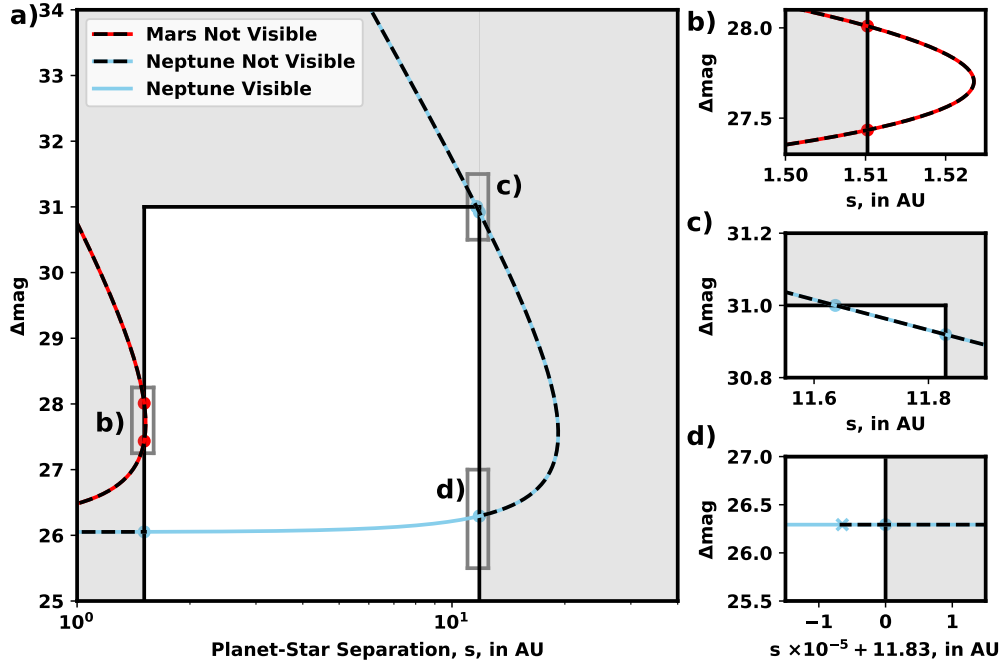 a)
34
33
32
31
30
29
28
27
26
25
Δmag
Mars Not Visible
Neptune Not Visible
Neptune Visible
b)
c)
d)
10⁰
10¹
Planet-Star Separation, s, in AU
b)
28.0
27.5
Δmag
1.50
1.51
1.52
s, in AU
c)
31.2
31.0
30.8
Δmag
11.6
11.8
s, in AU
d)
27.0
26.5
26.0
25.5
Δmag
−1
0
1
s ×10⁻⁵ + 11.83, in AU